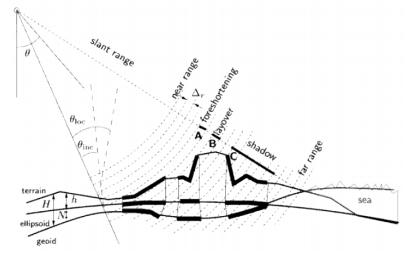 slant range
near range
Δr
foreshortening
layover
A
B
C
shadow
far range
θ
θloc
θinc
terrain
H
h
N
ellipsoid
geoid
sea